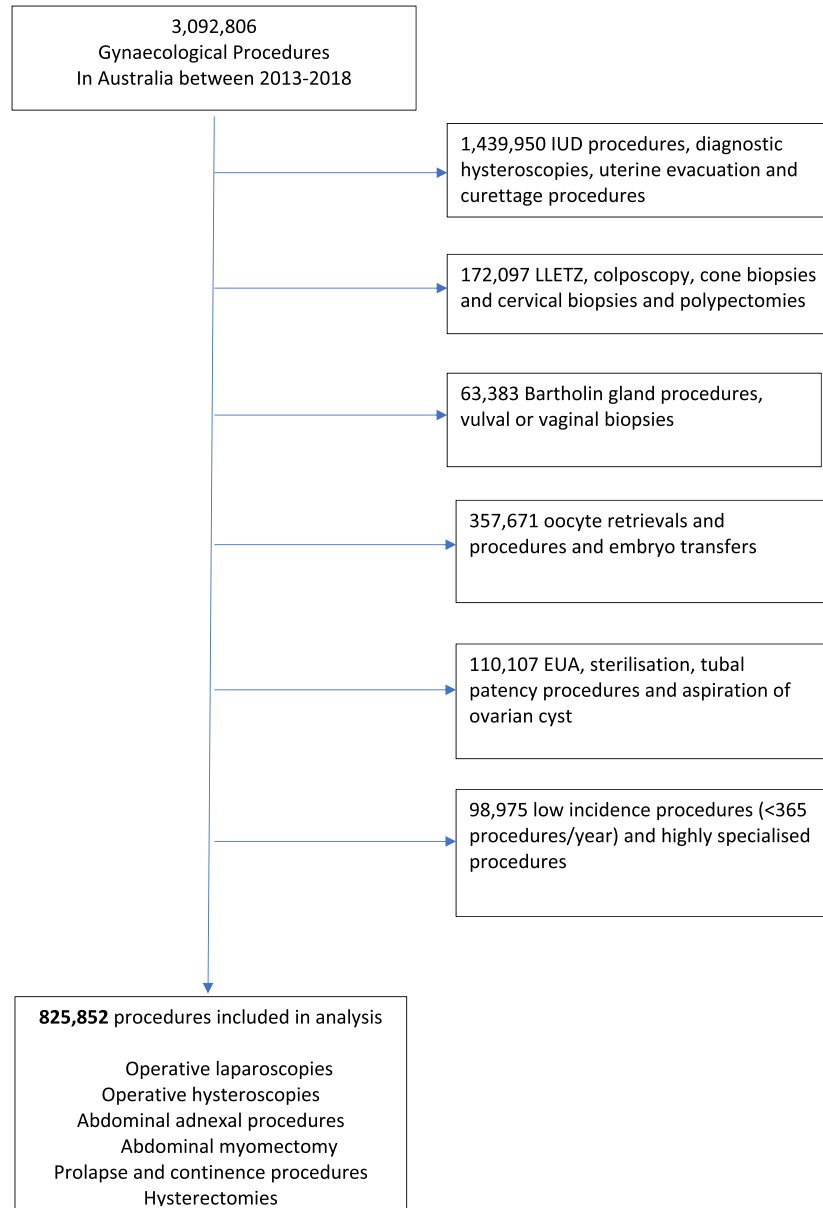 3,092,806
Gynaecological Procedures
In Australia between 2013-2018
1,439,950 IUD procedures, diagnostic
hysteroscopies, uterine evacuation and
curettage procedures
172,097 LLETZ, colposcopy, cone biopsies
and cervical biopsies and polypectomies
63,383 Bartholin gland procedures,
vulval or vaginal biopsies
357,671 oocyte retrievals and
procedures and embryo transfers
110,107 EUA, sterilisation, tubal
patency procedures and aspiration of
ovarian cyst
98,975 low incidence procedures (<365
procedures/year) and highly specialised
procedures
825,852 procedures included in analysis
Operative laparoscopies
Operative hysteroscopies
Abdominal adnexal procedures
Abdominal myomectomy
Prolapse and continence procedures
Hysterectomies